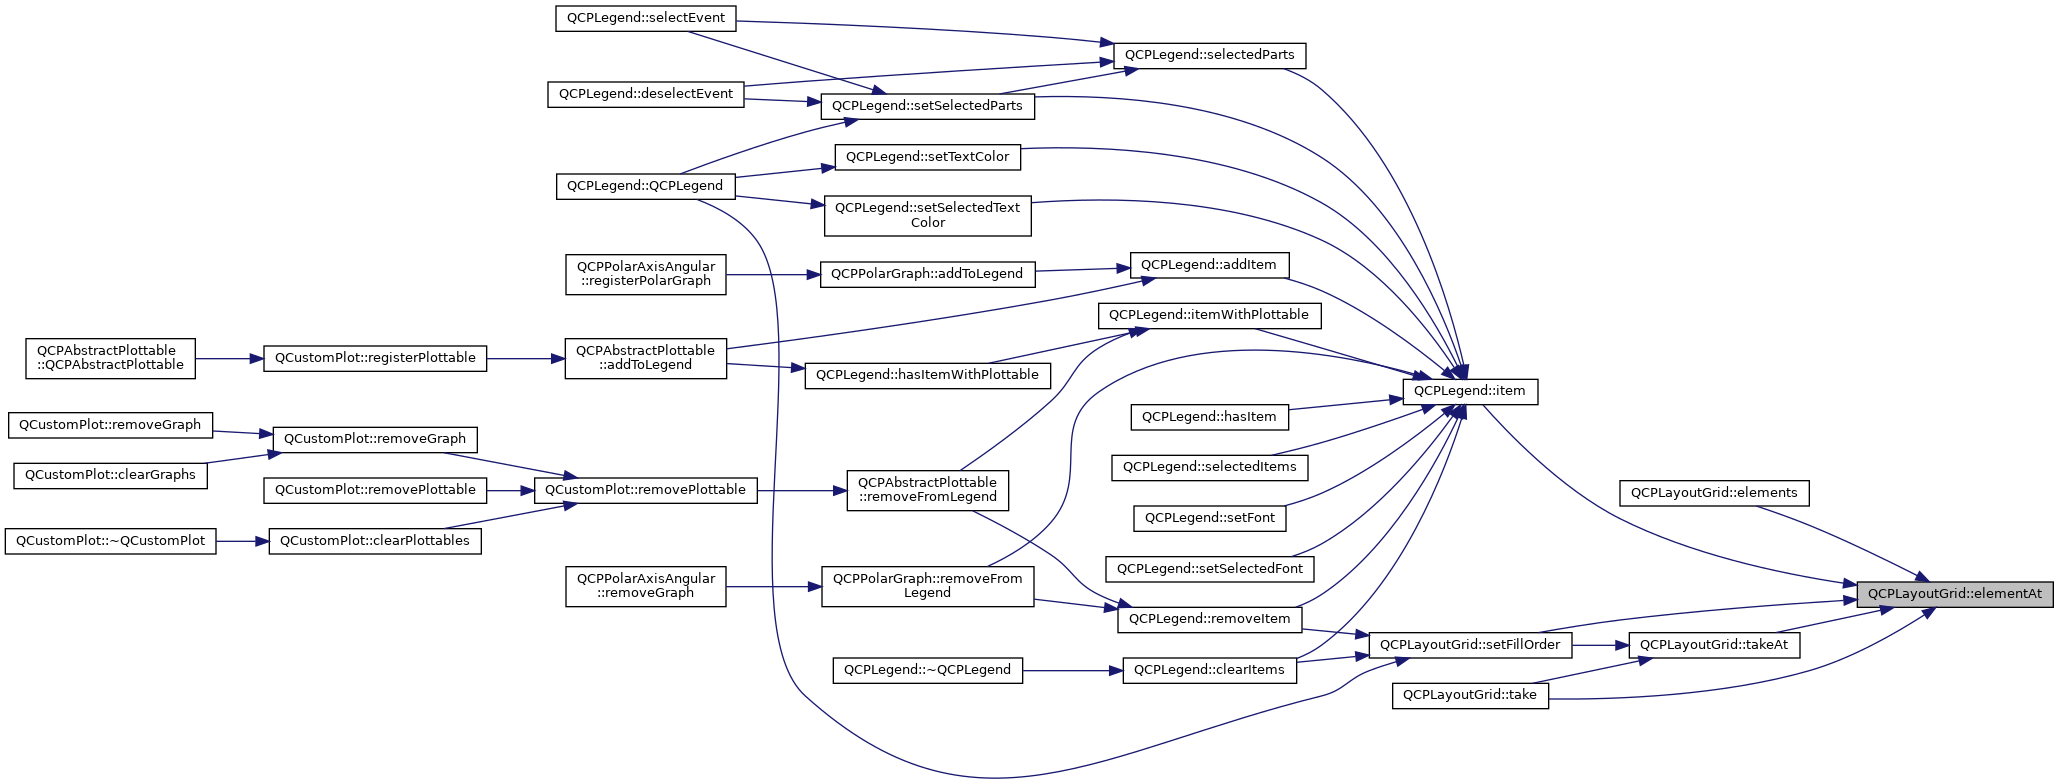 QCPLegend::selectEvent
QCPLegend::selectedParts
QCPLegend::deselectEvent
QCPLegend::setSelectedParts
QCPLegend::setTextColor
QCPLegend::QCPLegend
QCPLegend::setSelectedText
Color
QCPPolarAxisAngular
::registerPolarGraph
QCPPolarGraph::addToLegend
QCPLegend::addItem
QCPLegend::itemWithPlottable
QCPAbstractPlottable
::QCPAbstractPlottable
QCustomPlot::registerPlottable
QCPAbstractPlottable
::addToLegend
QCPLegend::hasItemWithPlottable
QCPLegend::item
QCPLegend::hasItem
QCustomPlot::removeGraph
QCustomPlot::removeGraph
QCustomPlot::clearGraphs
QCPLegend::selectedItems
QCustomPlot::removePlottable
QCustomPlot::removePlottable
QCPAbstractPlottable
::removeFromLegend
QCPLayoutGrid::elements
QCPLegend::setFont
QCustomPlot::~QCustomPlot
QCustomPlot::clearPlottables
QCPLegend::setSelectedFont
QCPPolarAxisAngular
::removeGraph
QCPPolarGraph::removeFrom
Legend
QCPLayoutGrid::elementAt
QCPLegend::removeItem
QCPLayoutGrid::setFillOrder
QCPLayoutGrid::takeAt
QCPLegend::~QCPLegend
QCPLegend::clearItems
QCPLayoutGrid::take